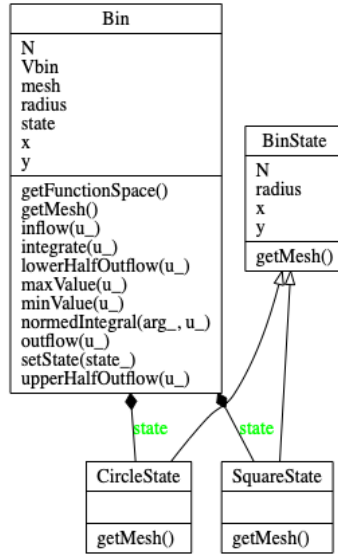 Bin
N
Vbin
mesh
radius
state
x
y
getFunctionSpace()
getMesh()
inflow(u_)
integrate(u_)
lowerHalfOutflow(u_)
maxValue(u_)
minValue(u_)
normedIntegral(arg_, u_)
outflow(u_)
setState(state_)
upperHalfOutflow(u_)
BinState
N
radius
x
y
getMesh()
state
state
CircleState
getMesh()
SquareState
getMesh()